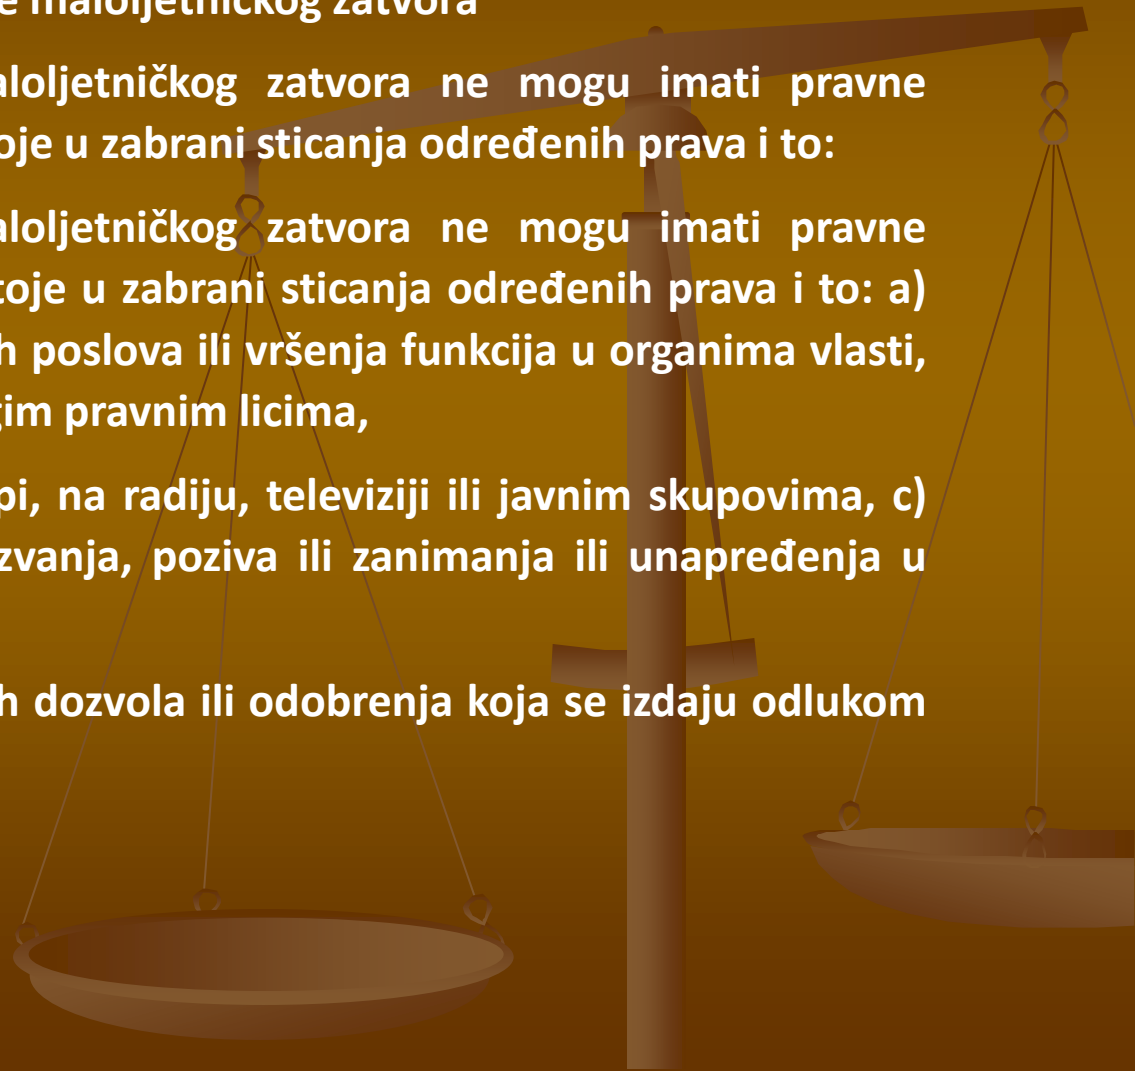 e maloljetničkog zatvora
aloljetničkog zatvora ne mogu imati pravne
oje u zabrani sticanja određenih prava i to:
aloljetničkog zatvora ne mogu imati pravne
toje u zabrani sticanja određenih prava i to: a)
h poslova ili vršenja funkcija u organima vlasti,
gim pravnim licima,
pi, na radiju, televiziji ili javnim skupovima, c)
zvanja, poziva ili zanimanja ili unapređenja u
h dozvola ili odobrenja koja se izdaju odlukom